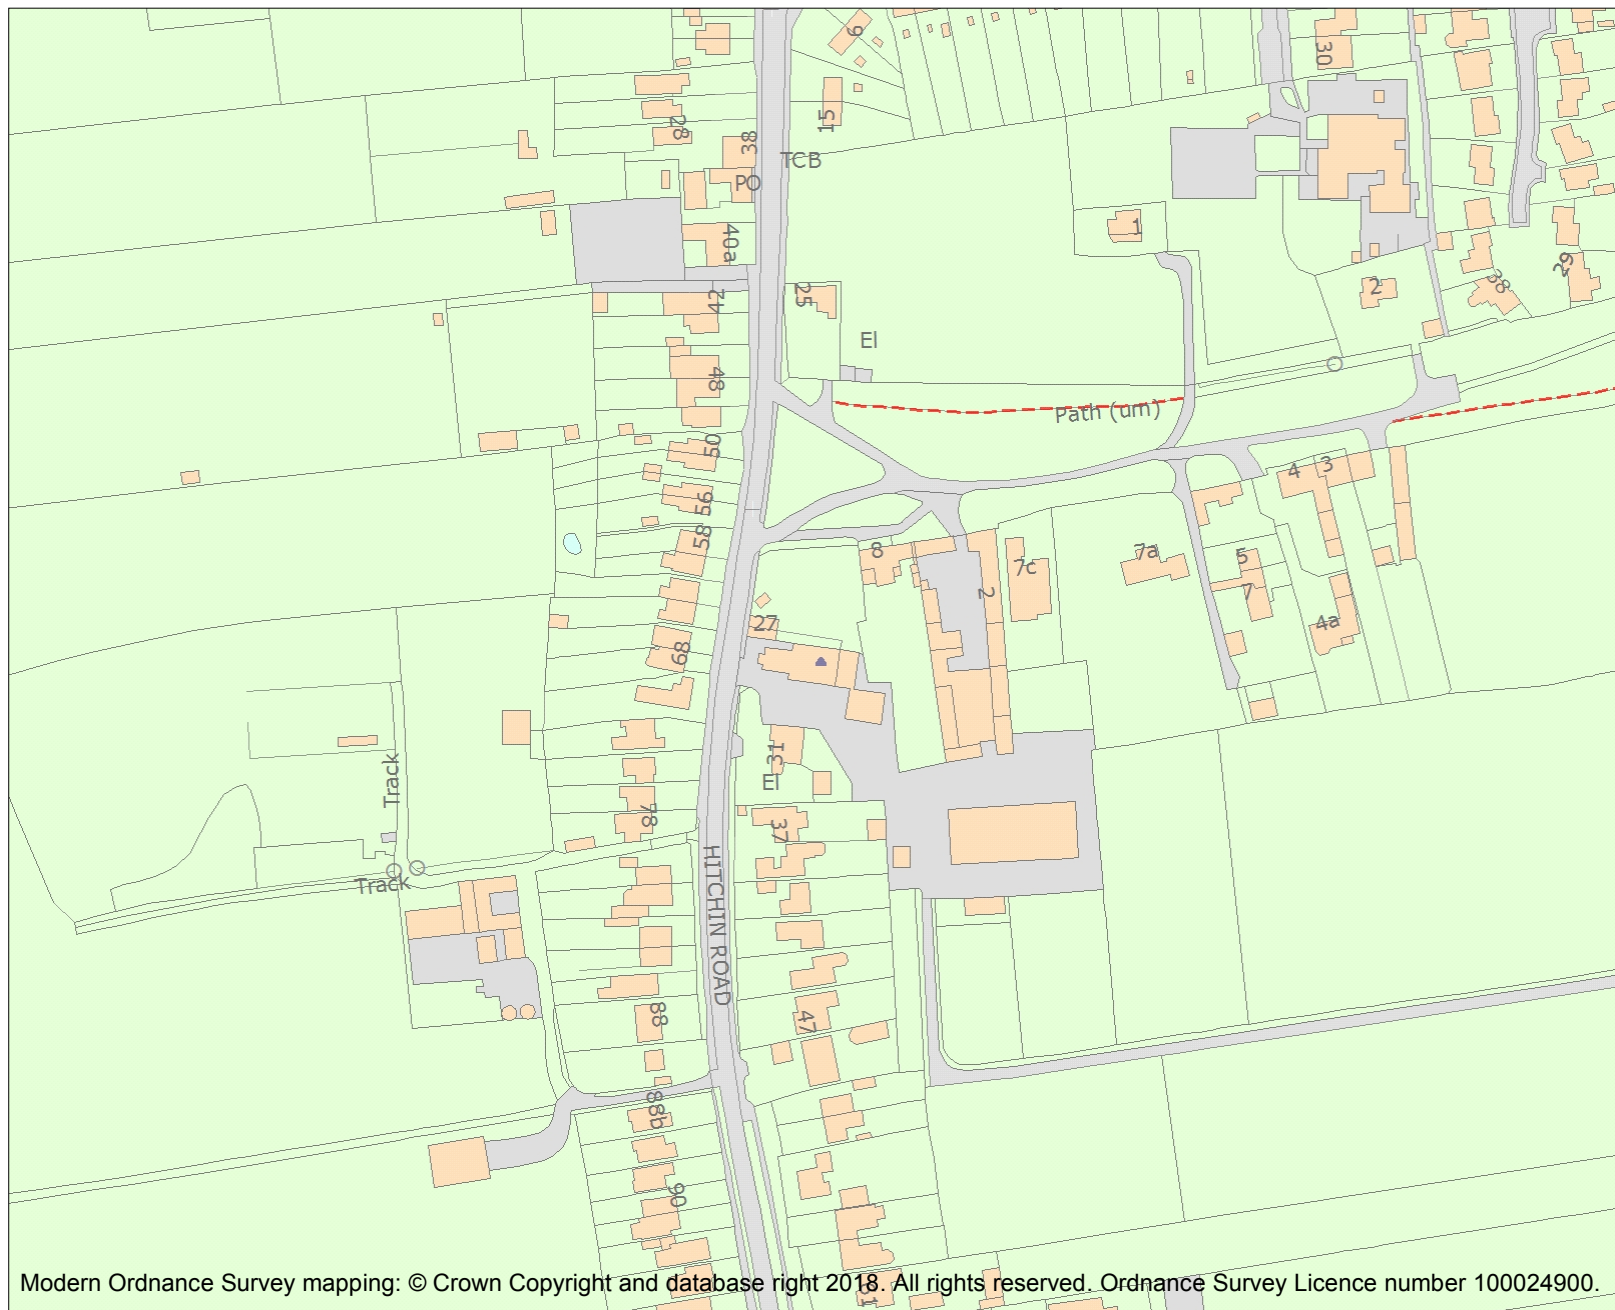 9
30
15
28
38
TCB
PO
1
40a
29
38
2
25
42
El
48
Path (um)
50
4
3
56
58
8
7a
5
7c
7
2
27
4a
68
31
Track
El
78
37
HITCHIN ROAD
Track
88
47
88b
90
Modern Ordnance Survey mapping: © Crown Copyright and database right 2018. All rights reserved. Ordnance Survey Licence number 100024900.